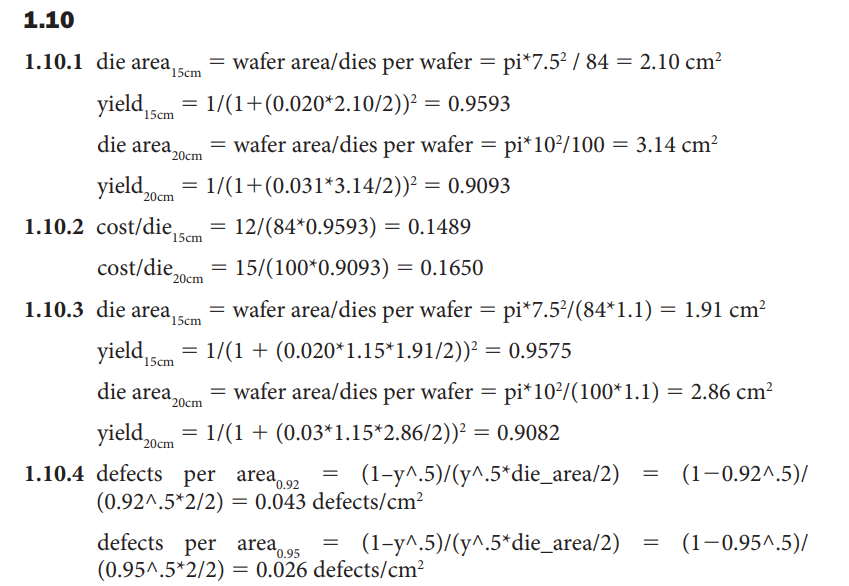 1.10
1.10.1 die area15cm = wafer area/dies per wafer = pi*7.5² / 84 = 2.10 cm²
yield15cm = 1/(1+(0.020*2.10/2))² = 0.9593
die area20cm = wafer area/dies per wafer = pi*10²/100 = 3.14 cm²
yield20cm = 1/(1+(0.031*3.14/2))² = 0.9093
1.10.2 cost/die15cm = 12/(84*0.9593) = 0.1489
cost/die20cm = 15/(100*0.9093) = 0.1650
1.10.3 die area15cm = wafer area/dies per wafer = pi*7.5²/(84*1.1) = 1.91 cm²
yield15cm = 1/(1 + (0.020*1.15*1.91/2))² = 0.9575
die area20cm = wafer area/dies per wafer = pi*10²/(100*1.1) = 2.86 cm²
yield20cm = 1/(1 + (0.03*1.15*2.86/2))² = 0.9082
1.10.4 defects per area0.92 = (1–y^.5)/(y^.5*die_area/2) = (1−0.92^.5)/
(0.92^.5*2/2) = 0.043 defects/cm²
defects per area0.95 = (1–y^.5)/(y^.5*die_area/2) = (1−0.95^.5)/
(0.95^.5*2/2) = 0.026 defects/cm²